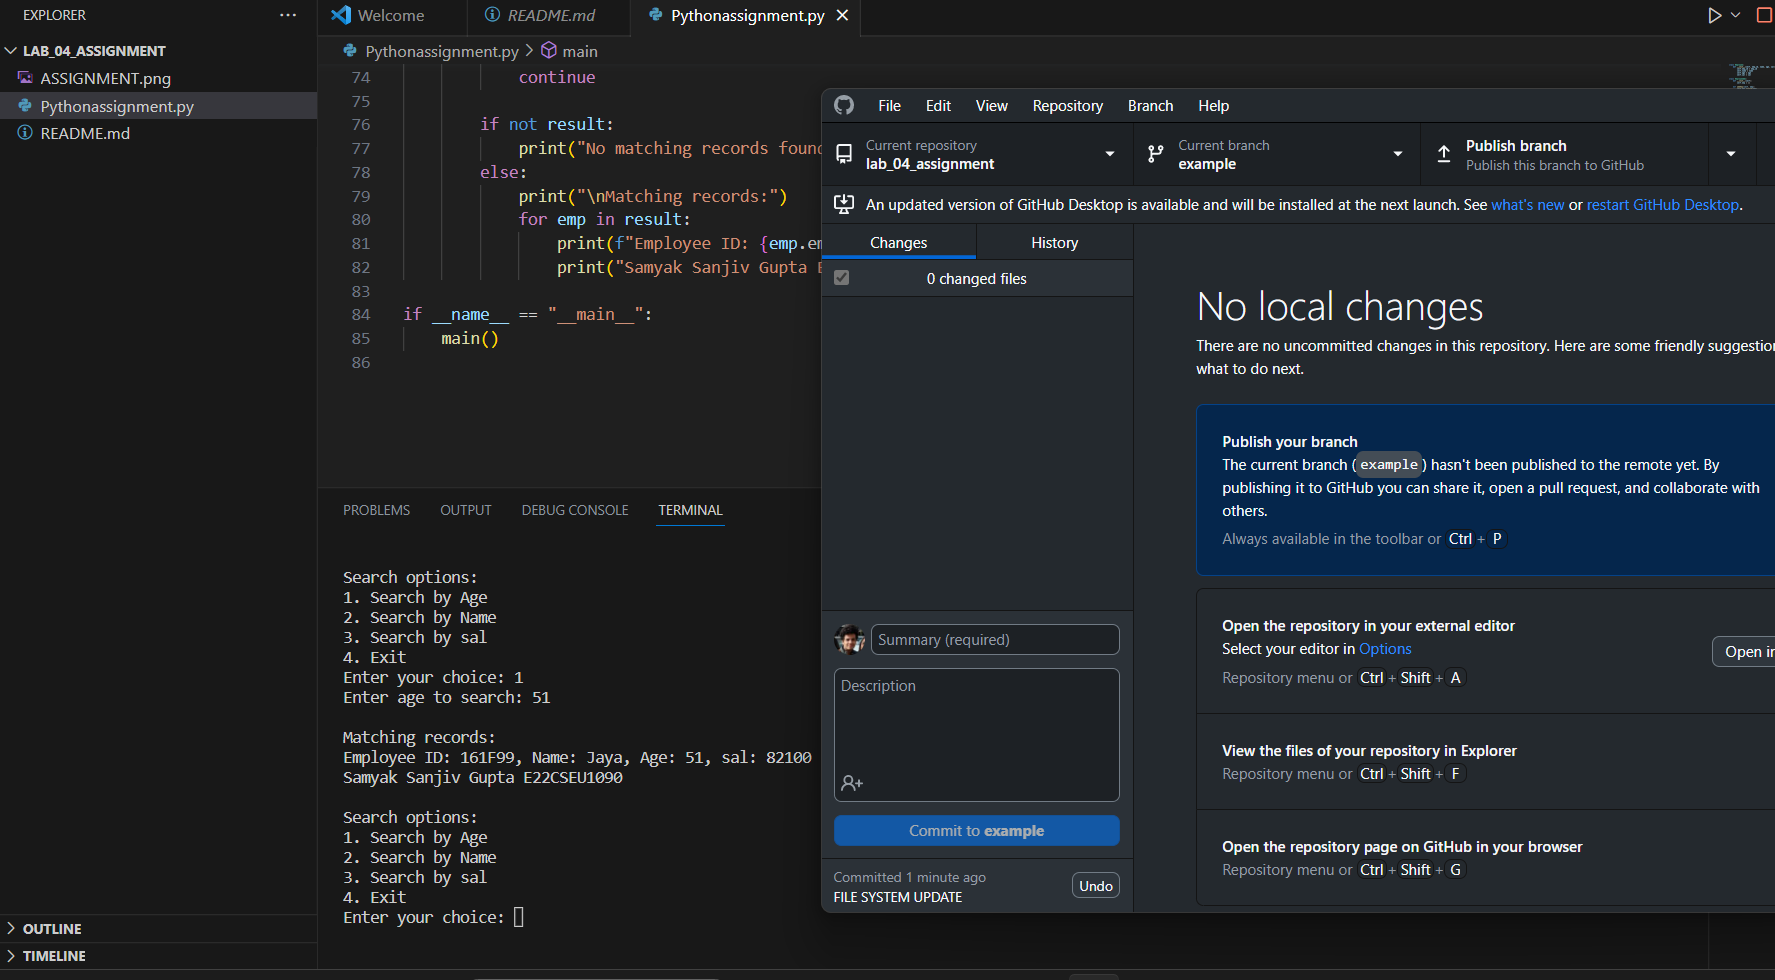 EXPLORER
LAB_04_ASSIGNMENT
ASSIGNMENT.png
Pythonassignment.py
README.md
OUTLINE
TIMELINE
Welcome
README.md
Pythonassignment.py
Pythonassignment.py > main
74 continue
75
76 if not result:
77 print("No matching records found
78 else:
79 print("\nMatching records:")
80 for emp in result:
81 print(f"Employee ID: {emp.em
82 print("Samyak Sanjiv Gupta E
83
84 if __name__ == "__main__":
85 main()
86
PROBLEMS OUTPUT DEBUG CONSOLE TERMINAL
Search options:
1. Search by Age
2. Search by Name
3. Search by sal
4. Exit
Enter your choice: 1
Enter age to search: 51
Matching records:
Employee ID: 161F99, Name: Jaya, Age: 51, sal: 82100
Samyak Sanjiv Gupta E22CSEU1090
Search options:
1. Search by Age
2. Search by Name
3. Search by sal
4. Exit
Enter your choice:
File Edit View Repository Branch Help
Current repository
lab_04_assignment
Current branch
example
Publish branch
Publish this branch to GitHub
An updated version of GitHub Desktop is available and will be installed at the next launch. See what's new or restart GitHub Desktop.
Changes History
0 changed files
Summary (required)
Description
Commit to example
Committed 1 minute ago
FILE SYSTEM UPDATE
Undo
No local changes
There are no uncommitted changes in this repository. Here are some friendly suggestion
what to do next.
Publish your branch
The current branch (example) hasn't been published to the remote yet. By
publishing it to GitHub you can share it, open a pull request, and collaborate with
others.
Always available in the toolbar or Ctrl + P
Open the repository in your external editor
Select your editor in Options
Repository menu or Ctrl + Shift + A
Open in
View the files of your repository in Explorer
Repository menu or Ctrl + Shift + F
Open the repository page on GitHub in your browser
Repository menu or Ctrl + Shift + G